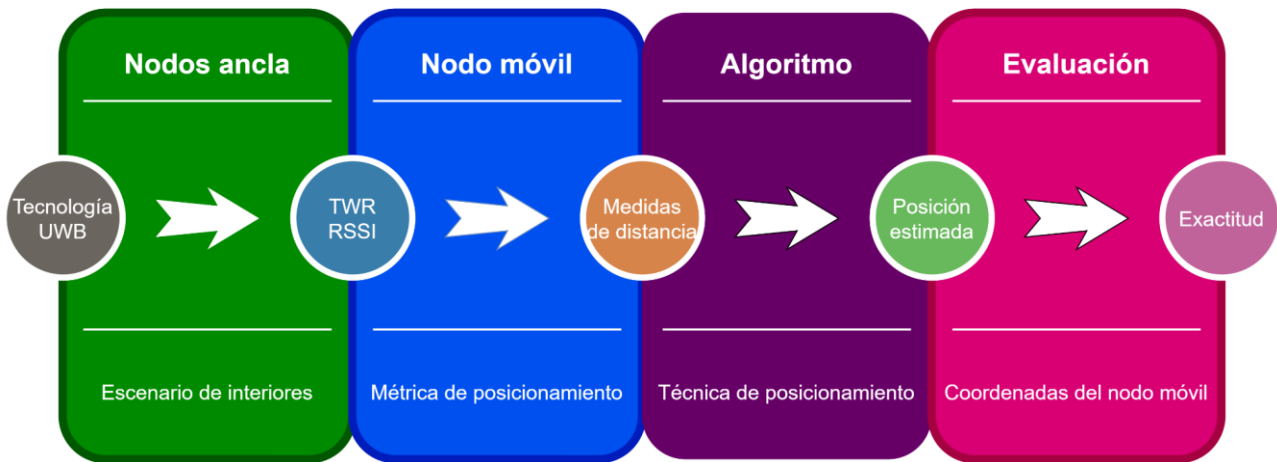 Nodos ancla
Nodo móvil
Algoritmo
Evaluación
Tecnología
UWB
TWR
RSSI
Medidas
de distancia
Posición
estimada
Exactitud
Escenario de interiores
Métrica de posicionamiento
Técnica de posicionamiento
Coordenadas del nodo móvil